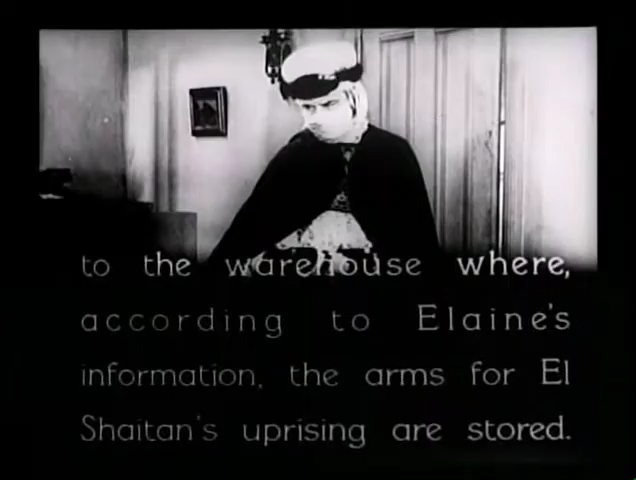 to the warehouse where,
according to Elaine's
information, the arms for El
Shaitan's uprising are stored.